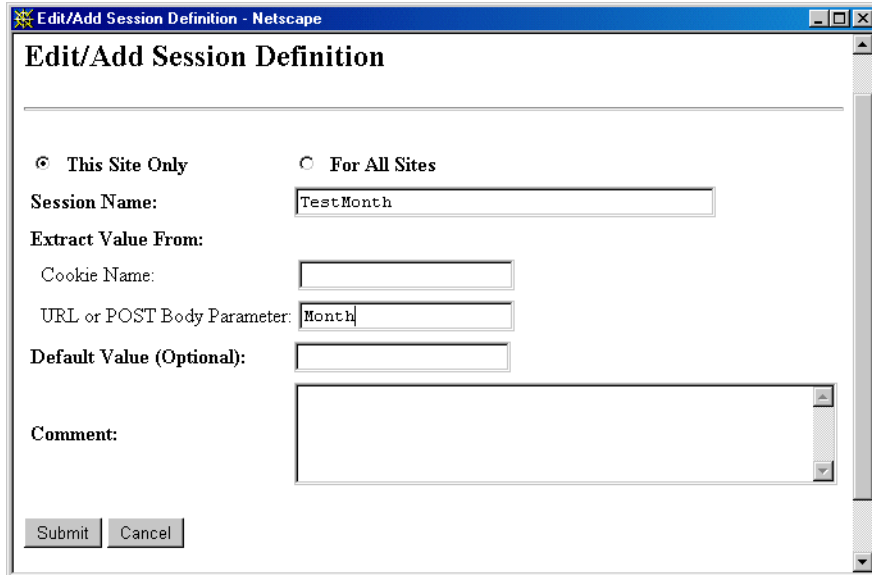 Edit/Add Session Definition - Netscape
Edit/Add Session Definition
This Site Only For All Sites
Session Name: TestMonth
Extract Value From:
Cookie Name:
URL or POST Body Parameter: Month
Default Value (Optional):
Comment:
Submit Cancel